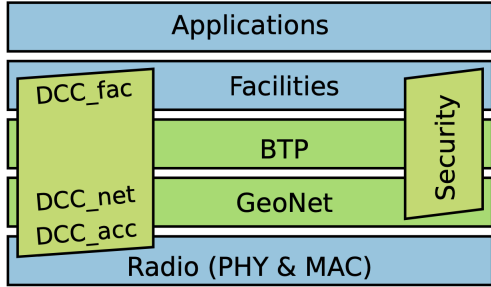 Applications
DCC_fac
Facilities
BTP
Security
DCC_net
GeoNet
DCC_acc
Radio (PHY & MAC)